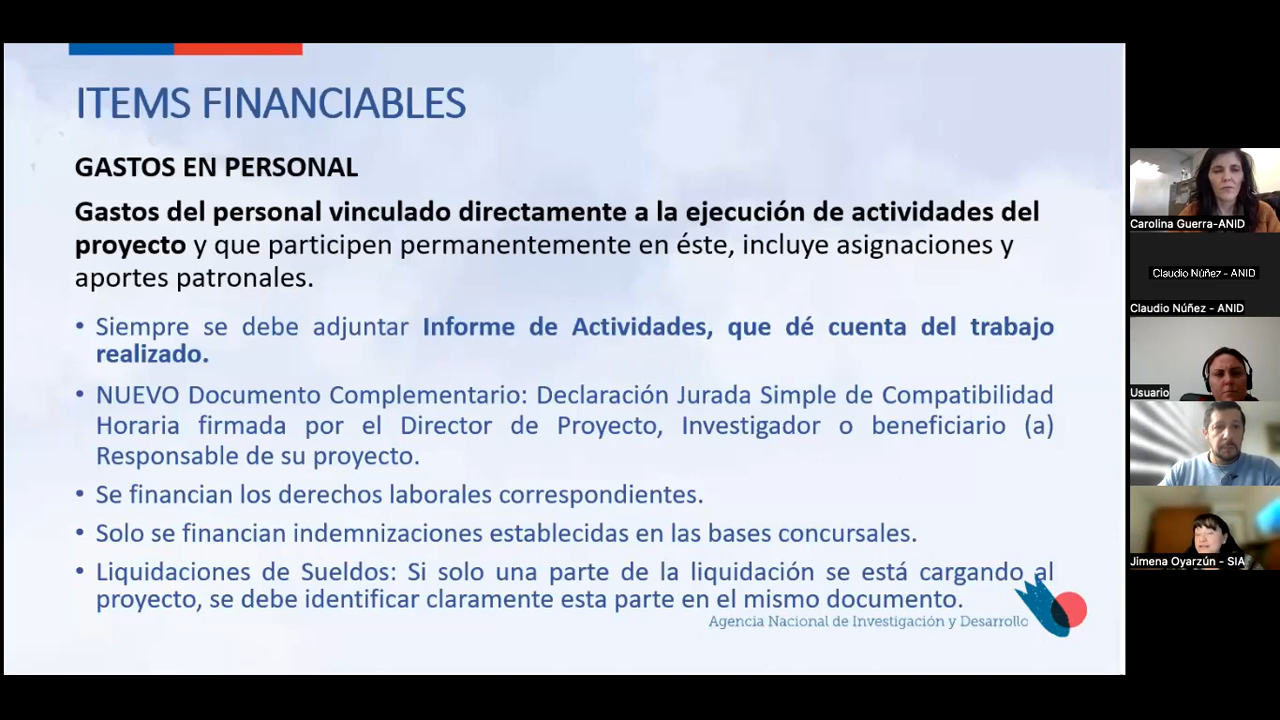 ITEMS FINANCIABLES
GASTOS EN PERSONAL
Gastos del personal vinculado directamente a la ejecución de actividades del
proyecto y que participen permanentemente en éste, incluye asignaciones y
aportes patronales.
• Siempre se debe adjuntar Informe de Actividades, que dé cuenta del trabajo
realizado.
• NUEVO Documento Complementario: Declaración Jurada Simple de Compatibilidad
Horaria firmada por el Director de Proyecto, Investigador o beneficiario (a)
Responsable de su proyecto.
• Se financian los derechos laborales correspondientes.
• Solo se financian indemnizaciones establecidas en las bases concursales.
• Liquidaciones de Sueldos: Si solo una parte de la liquidación se está cargando al
proyecto, se debe identificar claramente esta parte en el mismo documento.
Agencia Nacional de Investigación y Desarrollo
Carolina Guerra-ANID
Claudio Núñez - ANID
Claudio Núñez - ANID
Usuario
Jimena Oyarzún - SIA